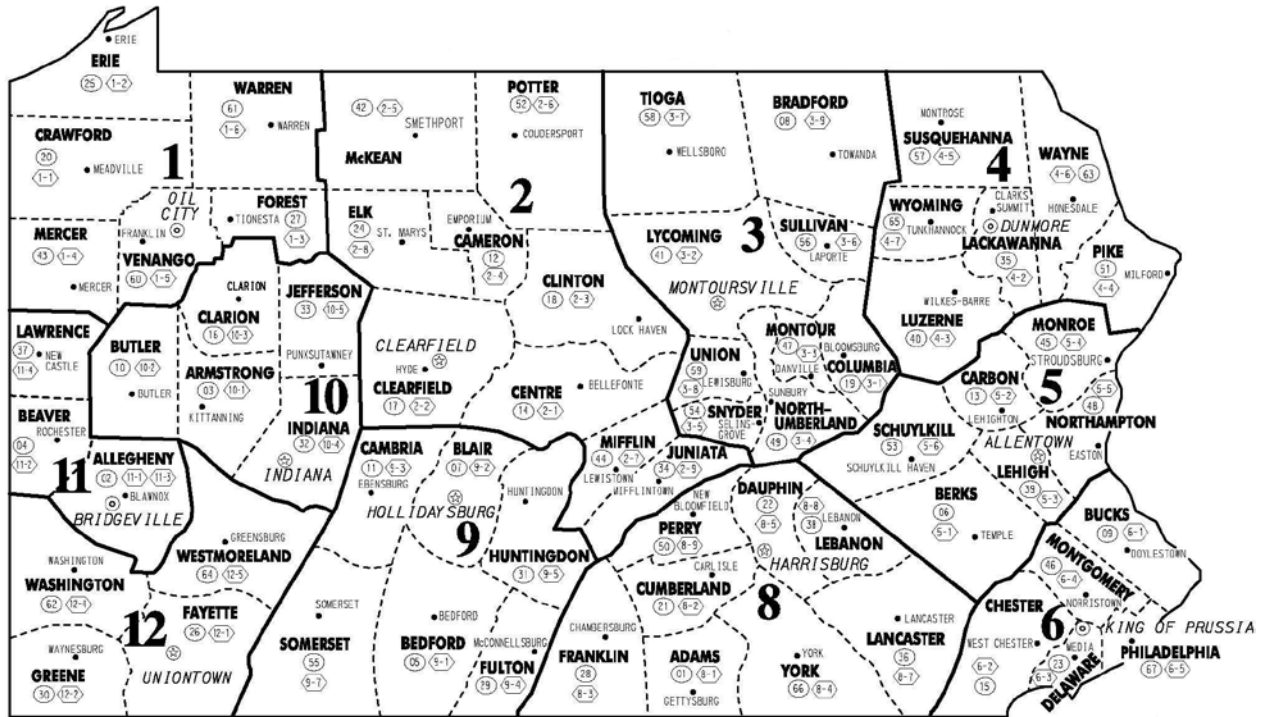 ERIE
ERIE
25 1-2
WARREN
61
1-6
WARREN
CRAWFORD
20
1-1
MEADVILLE
1
OIL
CITY
FOREST
TIONESTA 27
1-3
MERCER
43 1-4
MERCER
FRANKLIN
VENANGO
60 1-5
42 2-5
SMETHPORT
McKEAN
POTTER
52 2-6
COUDERSPORT
2
ELK
24
2-8
ST. MARYS
EMPORIUM
CAMERON
12
2-4
CLINTON
18 2-3
LOCK HAVEN
CLEARFIELD
HYDE
CLEARFIELD
17 2-2
CENTRE
14 2-1
BELLEFONTE
MIFFLIN
44 2-7
LEWISTOWN
JUNIATA
34 2-9
MIFFLINTOWN
TIOGA
58 3-7
WELLSBORO
BRADFORD
08 3-9
TOWANDA
3
LYCOMING
41 3-2
SULLIVAN
56 3-6
LAPORTE
MONTOURSVILLE
UNION
59
LEWISBURG
3-8
MONTOUR
47
3-3
DANVILLE
BLOOMSBURG
COLUMBIA
19 3-1
SUNBURY
54
SNYDER
3-5
SELINS-
GROVE
NORTH-
UMBERLAND
49 3-4
MONTROSE
SUSQUEHANNA
57 4-5
4
WAYNE
4-6 63
HONESDALE
WYOMING
65
TUNKHANNOCK
4-7
CLARKS
SUMMIT
DUNMORE
LACKAWANNA
35
4-2
PIKE
51
4-4
MILFORD
WILKES-BARRE
LUZERNE
40 4-3
MONROE
45 5-4
STROUDSBURG
5
CARBON
13 5-2
LEHIGHTON
5-5
48
NORTHAMPTON
EASTON
ALLENTOWN
LEHIGH
39
5-3
SCHUYLKILL
53 5-6
SCHUYLKILL HAVEN
BERKS
06
5-1
TEMPLE
BUCKS
09 6-1
DOYLESTOWN
MONTGOMERY
46
6-4
NORRISTOWN
CHESTER
6
WEST CHESTER
6-2
15
KING OF PRUSSIA
MEDIA
23
6-3
DELAWARE
PHILADELPHIA
67 6-5
DAUPHIN
22
8-5
8-8
38
LEBANON
LEBANON
NEW
BLOOMFIELD
PERRY
50 8-9
HARRISBURG
CARLISLE
CUMBERLAND
21 8-2
8
CHAMBERSBURG
FRANKLIN
28
8-3
ADAMS
01 8-1
GETTYSBURG
YORK
YORK
66 8-4
LANCASTER
LANCASTER
36
8-7
CAMBRIA
11 9-3
EBENSBURG
BLAIR
07 9-2
HOLLIDAYSBURG
9
HUNTINGDON
HUNTINGDON
31 9-5
SOMERSET
SOMERSET
55
9-7
BEDFORD
BEDFORD
05 9-1
McCONNELLSBURG
FULTON
29 9-4
CLARION
CLARION
16 10-3
JEFFERSON
33 10-5
PUNXSUTAWNEY
BUTLER
10 10-2
BUTLER
ARMSTRONG
03 10-1
KITTANNING
10
INDIANA
32 10-4
INDIANA
LAWRENCE
37
NEW
CASTLE
11-4
BEAVER
ROCHESTER
04
11-2
11
ALLEGHENY
02 11-1 11-3
BLAWNOX
BRIDGEVILLE
WASHINGTON
WASHINGTON
62 12-4
GREENSBURG
WESTMORELAND
64 12-5
12
FAYETTE
26 12-1
UNIONTOWN
WAYNESBURG
GREENE
30 12-2